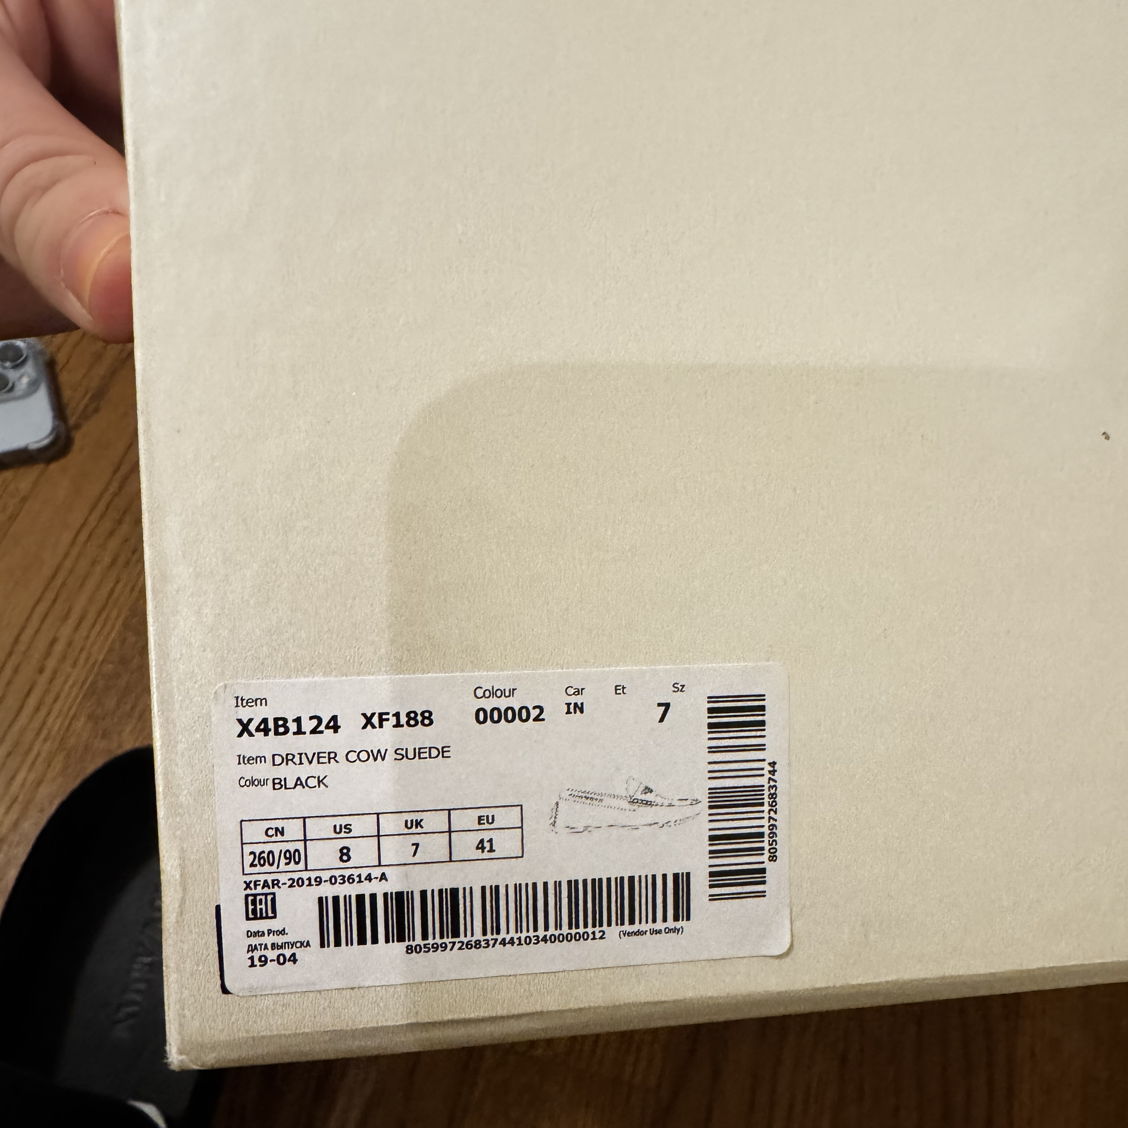 Item Colour Car Et Sz
X4B124 XF188 00002 IN 7
Item DRIVER COW SUEDE
Colour BLACK
CN US UK EU
260/90 8 7 41
XFAR-2019-03614-A
EAC
Data Prod.
ДАТА ВЫПУСКА
19-04
805997268374410340000012 (Vendor Use Only)
8059972683744